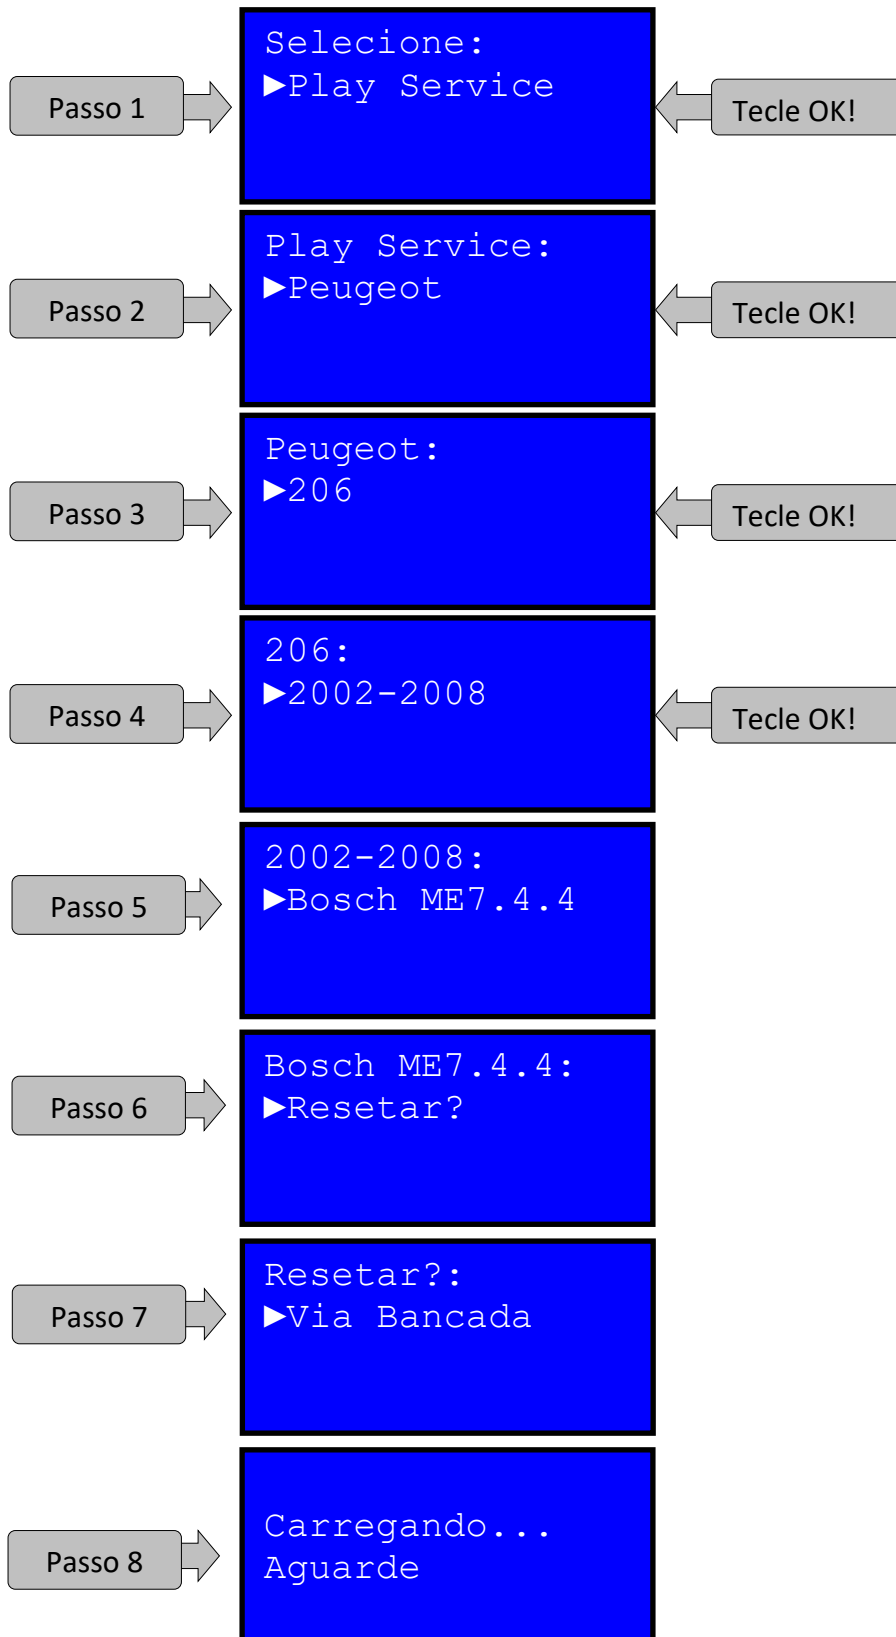 Selecione:
Passo 1
►Play Service
Tecle OK!
Play Service:
Passo 2
►Peugeot
Tecle OK!
Peugeot:
Passo 3
►206
Tecle OK!
206:
Passo 4
►2002-2008
Tecle OK!
2002-2008:
Passo 5
►Bosch ME7.4.4
Bosch ME7.4.4:
Passo 6
►Resetar?
Resetar?:
Passo 7
►Via Bancada
Carregando...
Passo 8
Aguarde